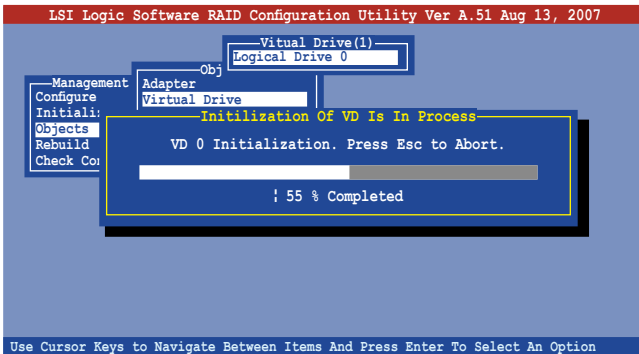 LSI Logic Software RAID Configuration Utility Ver A.51 Aug 13, 2007
Vitual Drive(1)
Logical Drive 0
Obj
Adapter
Virtual Drive
Management
Configure
Initiali
Objects
Rebuild
Check Co
Initilization Of VD Is In Process
VD 0 Initialization. Press Esc to Abort.
¦ 55 % Completed
Use Cursor Keys to Navigate Between Items And Press Enter To Select An Option